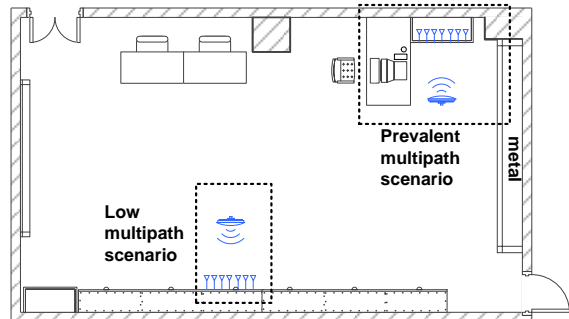 Prevalent
multipath
scenario
metal
Low
multipath
scenario